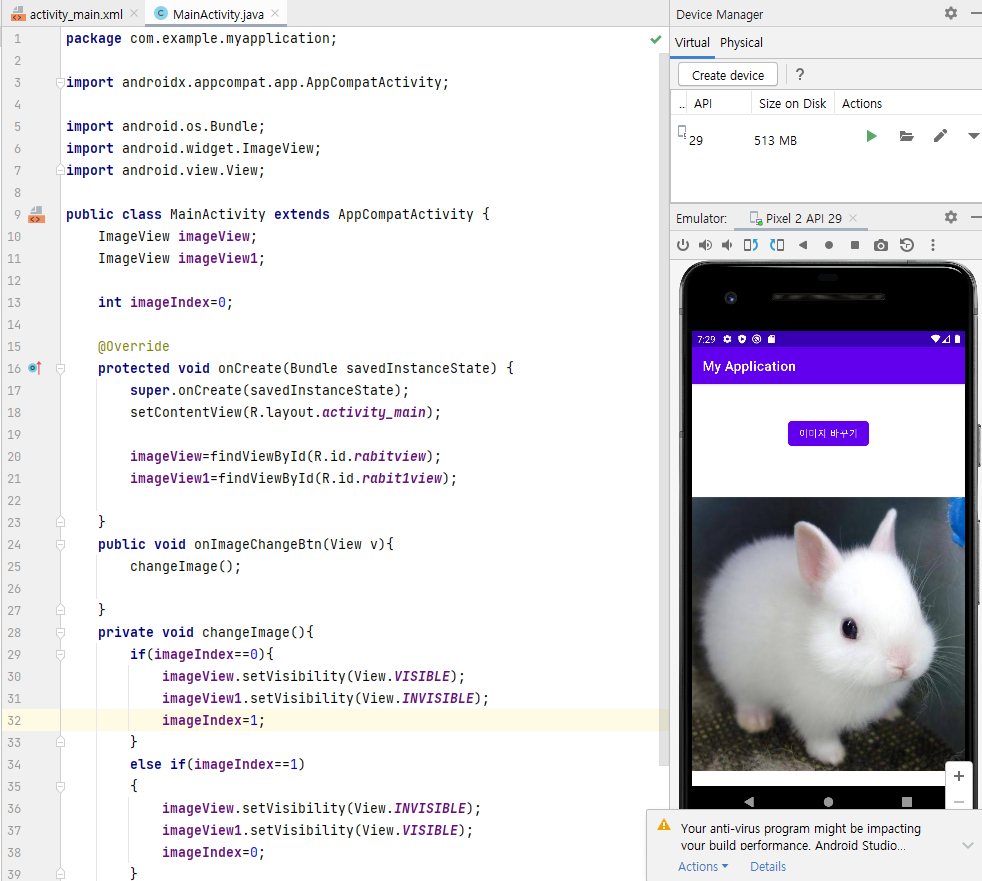 activity_main.xml
MainActivity.java
1 package com.example.myapplication;
2
3 import androidx.appcompat.app.AppCompatActivity;
4
5 import android.os.Bundle;
6 import android.widget.ImageView;
7 import android.view.View;
8
9 public class MainActivity extends AppCompatActivity {
10 ImageView imageView;
11 ImageView imageView1;
12
13 int imageIndex=0;
14
15 @Override
16 protected void onCreate(Bundle savedInstanceState) {
17 super.onCreate(savedInstanceState);
18 setContentView(R.layout.activity_main);
19
20 imageView=findViewById(R.id.rabitview);
21 imageView1=findViewById(R.id.rabit1view);
22
23 }
24 public void onImageChangeBtn(View v){
25 changeImage();
26
27 }
28 private void changeImage(){
29 if(imageIndex==0){
30 imageView.setVisibility(View.VISIBLE);
31 imageView1.setVisibility(View.INVISIBLE);
32 imageIndex=1;
33 }
34 else if(imageIndex==1)
35 {
36 imageView.setVisibility(View.INVISIBLE);
37 imageView1.setVisibility(View.VISIBLE);
38 imageIndex=0;
39 }
Device Manager
Virtual Physical
Create device ?
.. API Size on Disk Actions
29 513 MB
Emulator: Pixel 2 API 29
7:29
My Application
이미지 바꾸기
Your anti-virus program might be impacting
your build performance. Android Studio...
Actions Details